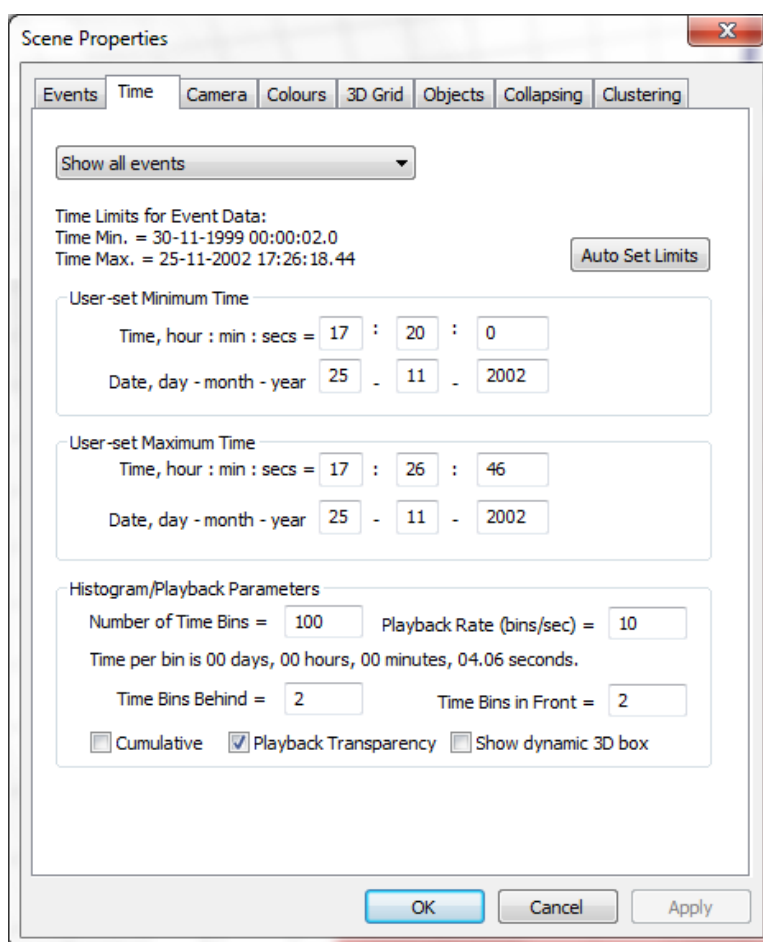 Scene Properties
Events Time Camera Colours 3D Grid Objects Collapsing Clustering
Show all events
Time Limits for Event Data:
Time Min. = 30-11-1999 00:00:02.0
Time Max. = 25-11-2002 17:26:18.44
Auto Set Limits
User-set Minimum Time
Time, hour : min : secs = 17 : 20 : 0
Date, day - month - year 25 - 11 - 2002
User-set Maximum Time
Time, hour : min : secs = 17 : 26 : 46
Date, day - month - year 25 - 11 - 2002
Histogram/Playback Parameters
Number of Time Bins = 100 Playback Rate (bins/sec) = 10
Time per bin is 00 days, 00 hours, 00 minutes, 04.06 seconds.
Time Bins Behind = 2 Time Bins in Front = 2
Cumulative Playback Transparency Show dynamic 3D box
OK Cancel Apply